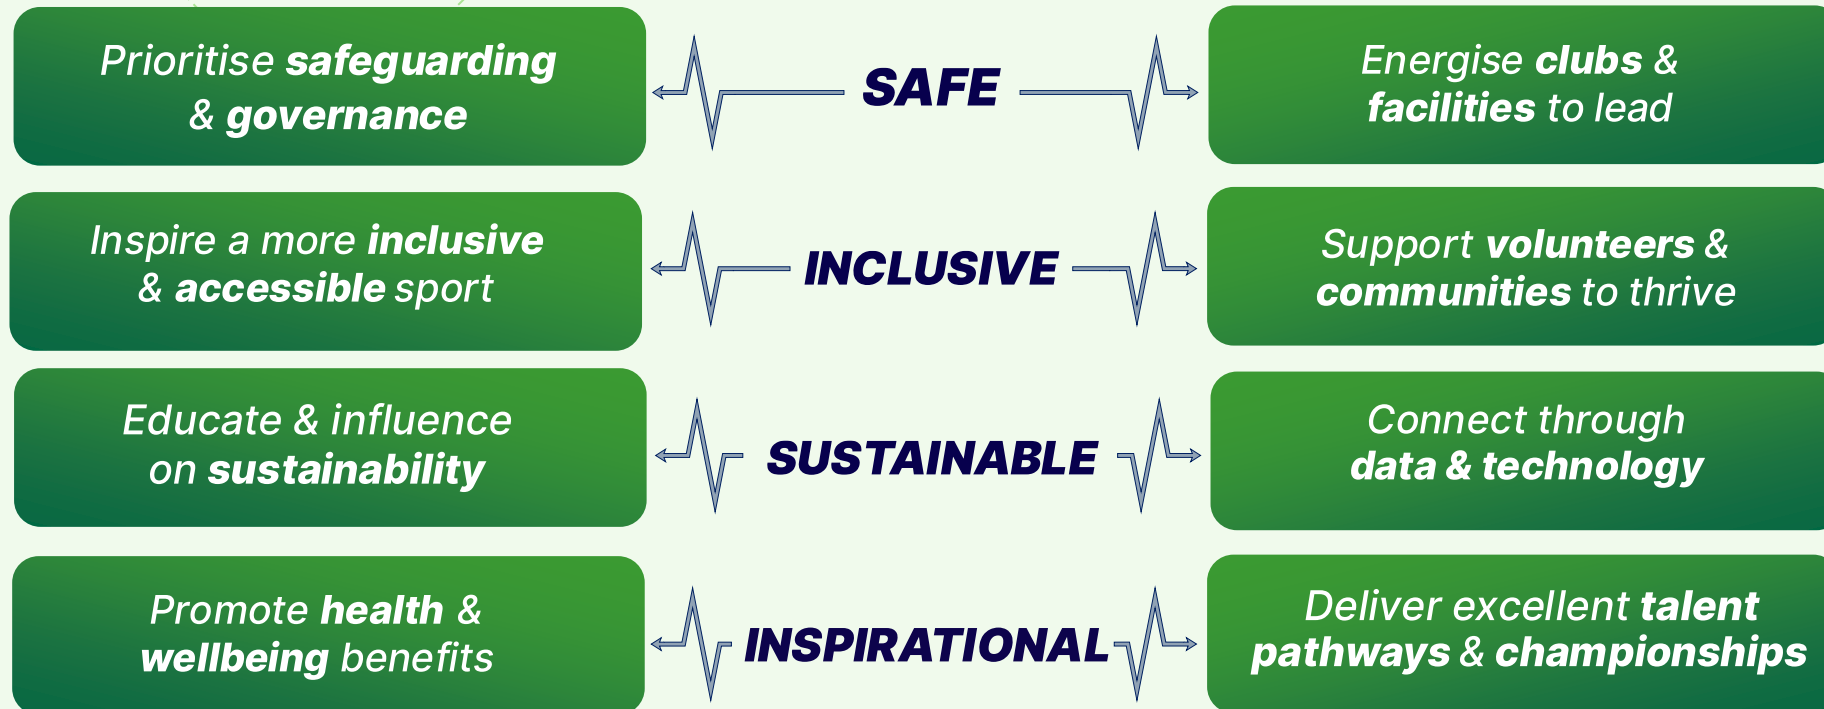 Prioritise safeguarding
& governance
SAFE
Energise clubs &
facilities to lead
Inspire a more inclusive
& accessible sport
INCLUSIVE
Support volunteers &
communities to thrive
Educate & influence
on sustainability
SUSTAINABLE
Connect through
data & technology
Promote health &
wellbeing benefits
INSPIRATIONAL
Deliver excellent talent
pathways & championships